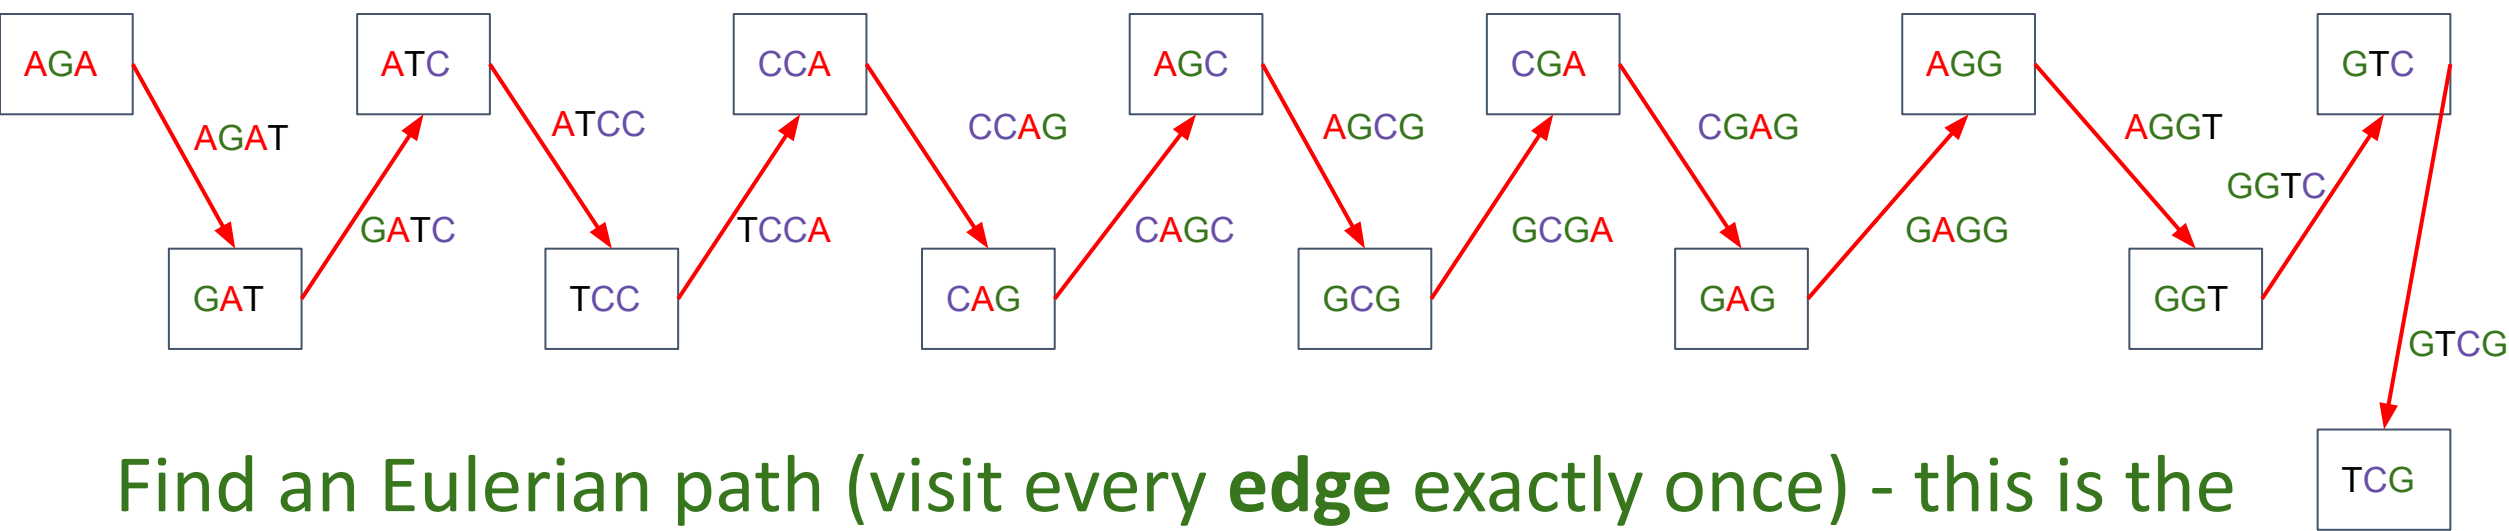 AGA ATC CCA AGC CGA AGG GTC
AGAT ATCC CCAG AGCG CGAG AGGT
GGTC
GATC TCCA CAGC GCGA GAGG
GAT TCC CAG GCG GAG GGT
GTCG
Find an Eulerian path (visit every edge exactly once) - this is the
TCG